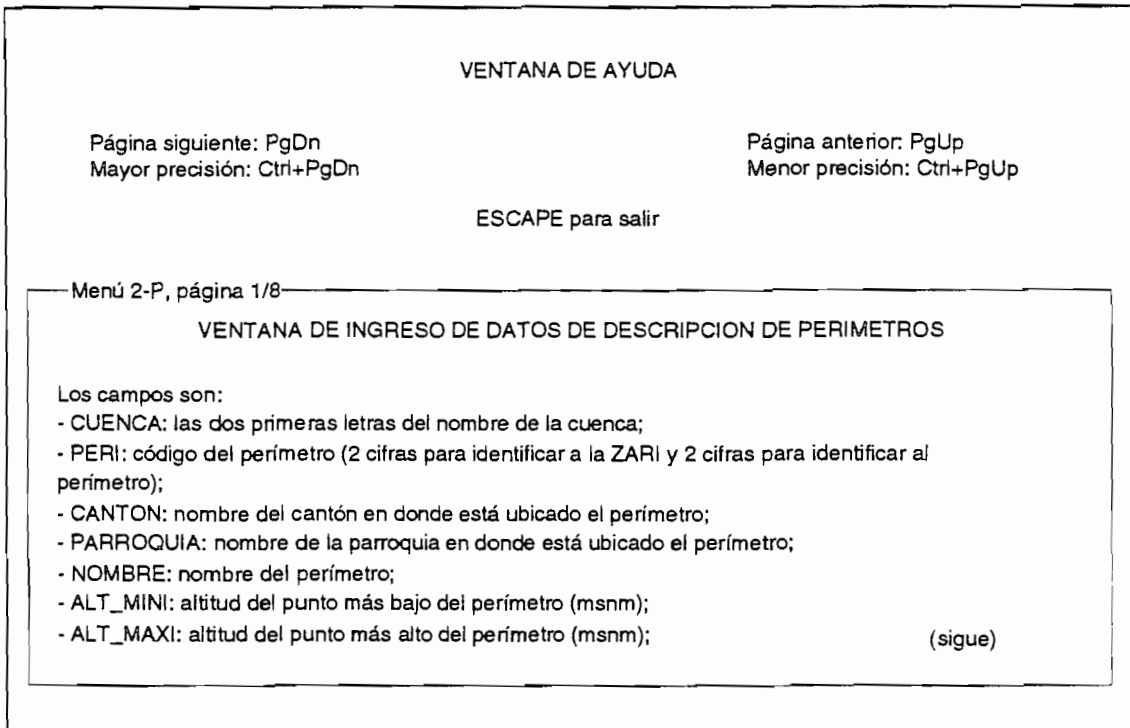 VENTANA DE AYUDA
Página siguiente: PgDn
Página anterior: PgUp
Mayor precisión: Ctrl+PgDn
Menor precisión: Ctrl+PgUp
ESCAPE para salir
Menú 2-P, página 1/8
VENTANA DE INGRESO DE DATOS DE DESCRIPCION DE PERIMETROS
Los campos son:
- CUENCA: las dos primeras letras del nombre de la cuenca;
- PERI: código del perímetro (2 cifras para identificar a la ZARI y 2 cifras para identificar al
perímetro);
- CANTON: nombre del cantón en donde está ubicado el perímetro;
- PARROQUIA: nombre de la parroquia en donde está ubicado el perímetro;
- NOMBRE: nombre del perímetro;
- ALT_MINI: altitud del punto más bajo del perímetro (msnm);
- ALT_MAXI: altitud del punto más alto del perímetro (msnm);
(sigue)